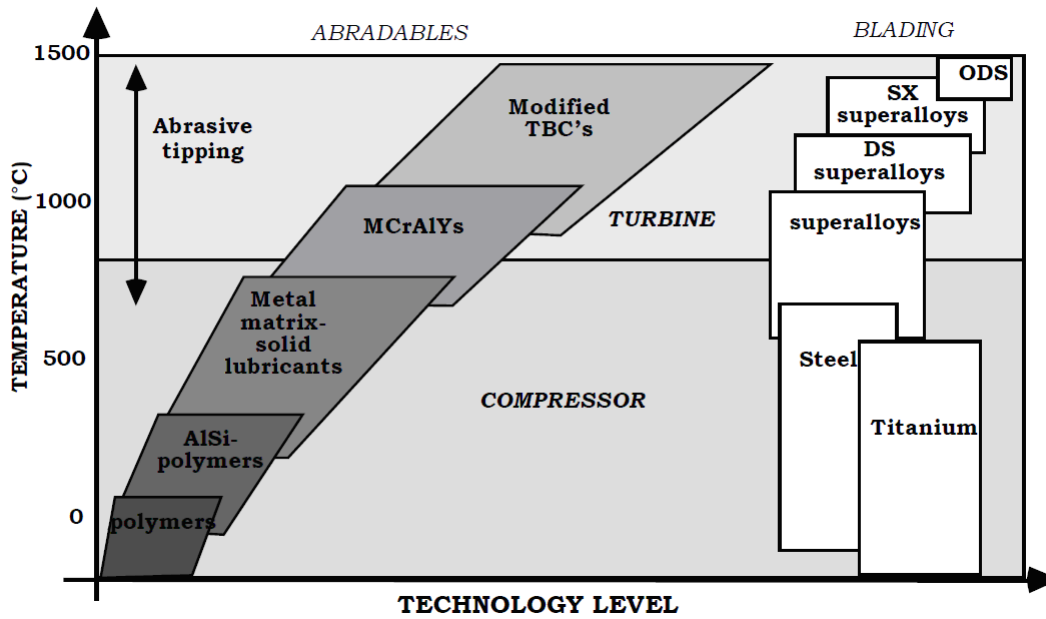 ABRADABLES
BLADING
1500
ODS
SX
superalloys
Modified
TBC's
Abrasive
tipping
DS
superalloys
1000
MCrAlYs
TURBINE
superalloys
Metal
matrix-
solid
lubricants
500
Steel
COMPRESSOR
Titanium
AlSi-
polymers
0
polymers
TEMPERATURE (°C)
TECHNOLOGY LEVEL